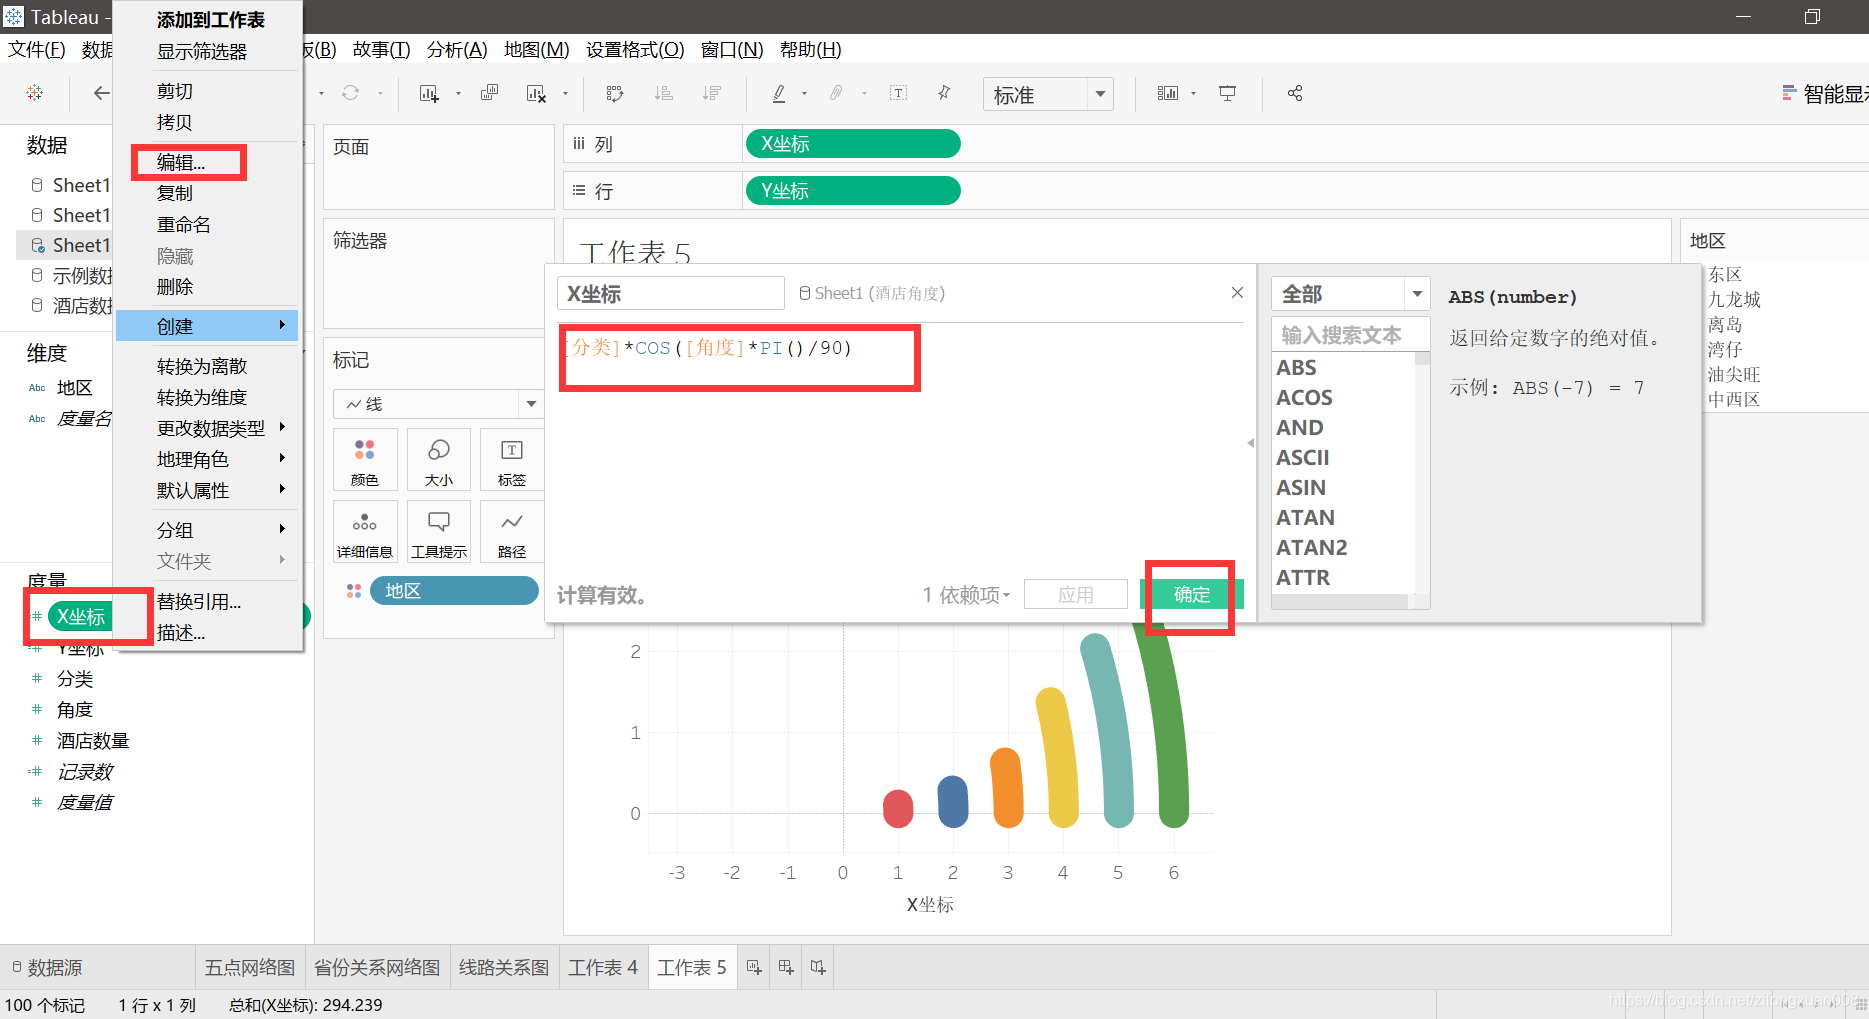 Tableau -
文件(F) 数据
板(B) 故事(T) 分析(A) 地图(M) 设置格式(O) 窗口(N) 帮助(H)
添加到工作表
显示筛选器
剪切
拷贝
编辑...
复制
重命名
隐藏
删除
创建
转换为离散
转换为维度
更改数据类型
地理角色
默认属性
分组
文件夹
替换引用...
描述...
标准
智能显示
数据
Sheet1
Sheet1
Sheet1
示例数据
酒店数据
维度
Abc 地区
Abc 度量名
度量
X坐标
Y坐标
分类
角度
酒店数量
记录数
度量值
页面
筛选器
标记
线
颜色
大小
标签
详细信息
工具提示
路径
地区
列
X坐标
行
Y坐标
工作表 5
X坐标
Sheet1 (酒店角度)
[分类]*COS([角度]*PI()/90)
计算有效。
1 依赖项
应用
确定
全部
输入搜索文本
ABS
ACOS
AND
ASCII
ASIN
ATAN
ATAN2
ATTR
ABS(number)
返回给定数字的绝对值。
示例: ABS(-7) = 7
地区
东区
九龙城
离岛
湾仔
油尖旺
中西区
2
1
0
-3 -2 -1 0 1 2 3 4 5 6
X坐标
数据源
五点网络图
省份关系网络图
线路关系图
工作表 4
工作表 5
100 个标记
1 行 x 1 列
总和(X坐标): 294.239